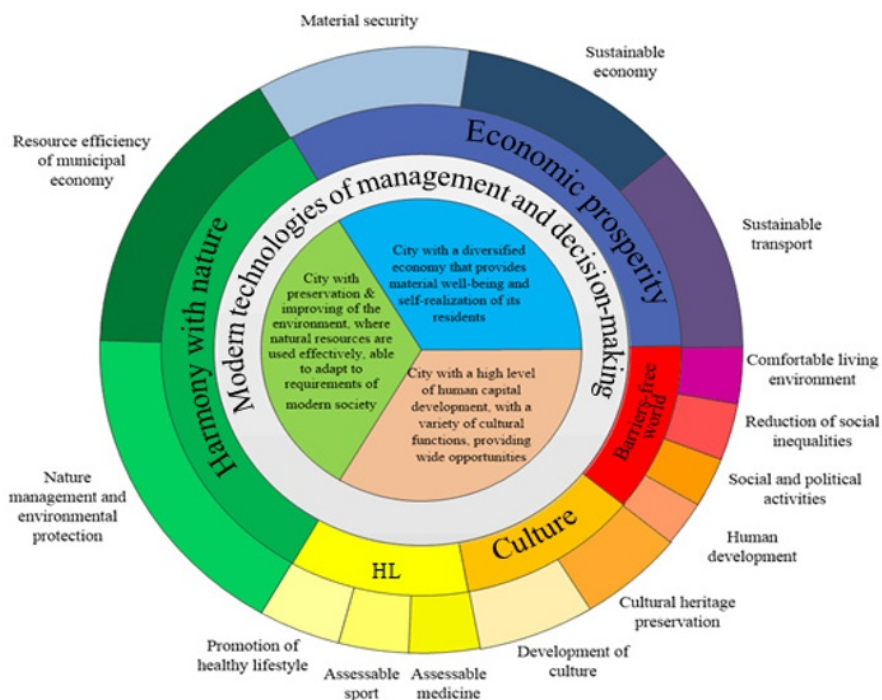 Material security
Sustainable
economy
Resource efficiency
of municipal
economy
Economic prosperity
Sustainable
transport
Modern technologies of management and decision-making
Harmony with nature
City with a diversified
economy that provides
material well-being and
self-realization of its
residents
City with
preservation &
improving of the
environment, where
natural resources are
used effectively, able
to adapt to
requirements of
modern society
City with a high level
of human capital
development, with a
variety of cultural
functions, providing
wide opportunities
Barriers-free
world
Comfortable living
environment
Reduction of social
inequalities
Social and political
activities
Human
development
Nature
management and
environmental
protection
Culture
HL
Cultural heritage
preservation
Promotion of
healthy lifestyle
Assessable
sport
Assessable
medicine
Development of
culture